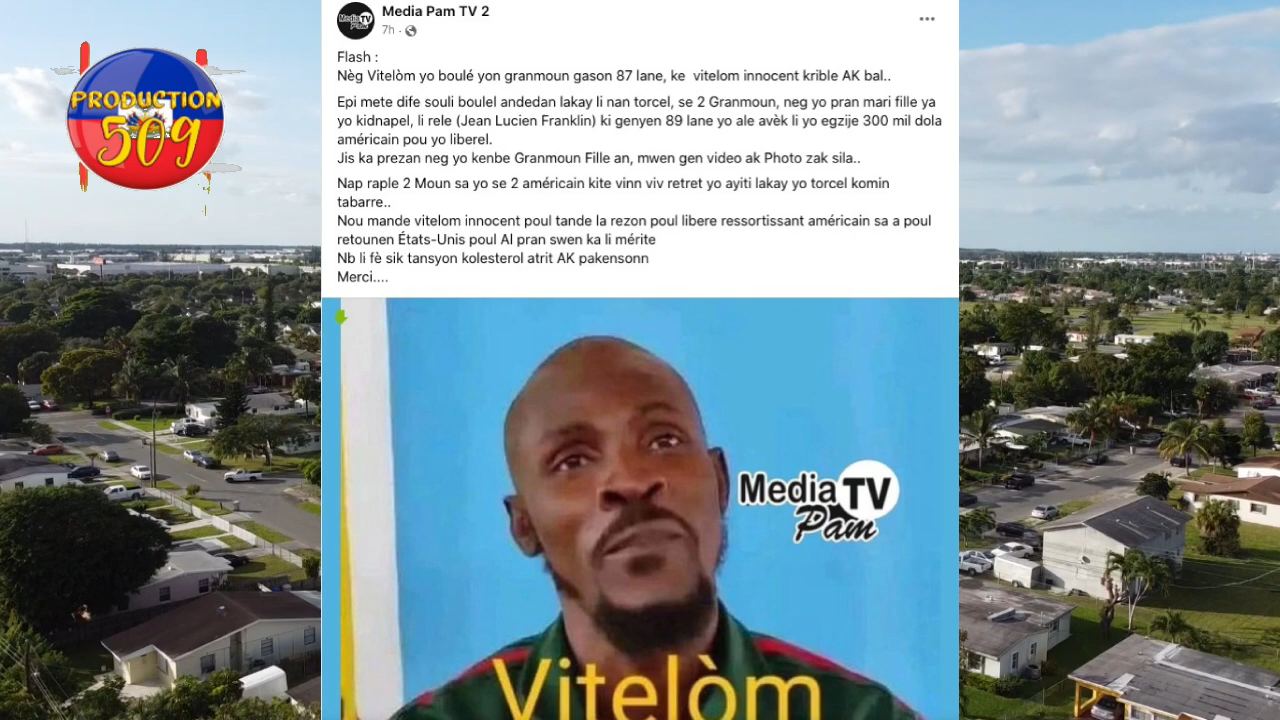 PRODUCTION
509
Media TV
Pam
Media Pam TV 2
7h ·
Flash :
Nèg Vitelòm yo boulé yon granmoun gason 87 lane, ke vitelom innocent krible AK bal..
Epi mete dife souli boulel andedan lakay li nan torcel, se 2 Granmoun, neg yo pran mari fille ya
yo kidnapel, li rele (Jean Lucien Franklin) ki genyen 89 lane yo ale avèk li yo egzije 300 mil dola
américain pou yo liberel.
Jis ka prezan neg yo kenbe Granmoun Fille an, mwen gen video ak Photo zak sila..
Nap raple 2 Moun sa yo se 2 américain kite vinn viv retret yo ayiti lakay yo torcel komin
tabarre..
Nou mande vitelom innocent poul tande la rezon poul libere ressortissant américain sa a poul
retounen États-Unis poul Al pran swen ka li mérite
Nb li fè sik tansyon kolesterol atrit AK pakensonn
Merci....
Media TV
Pam
Vitelòm